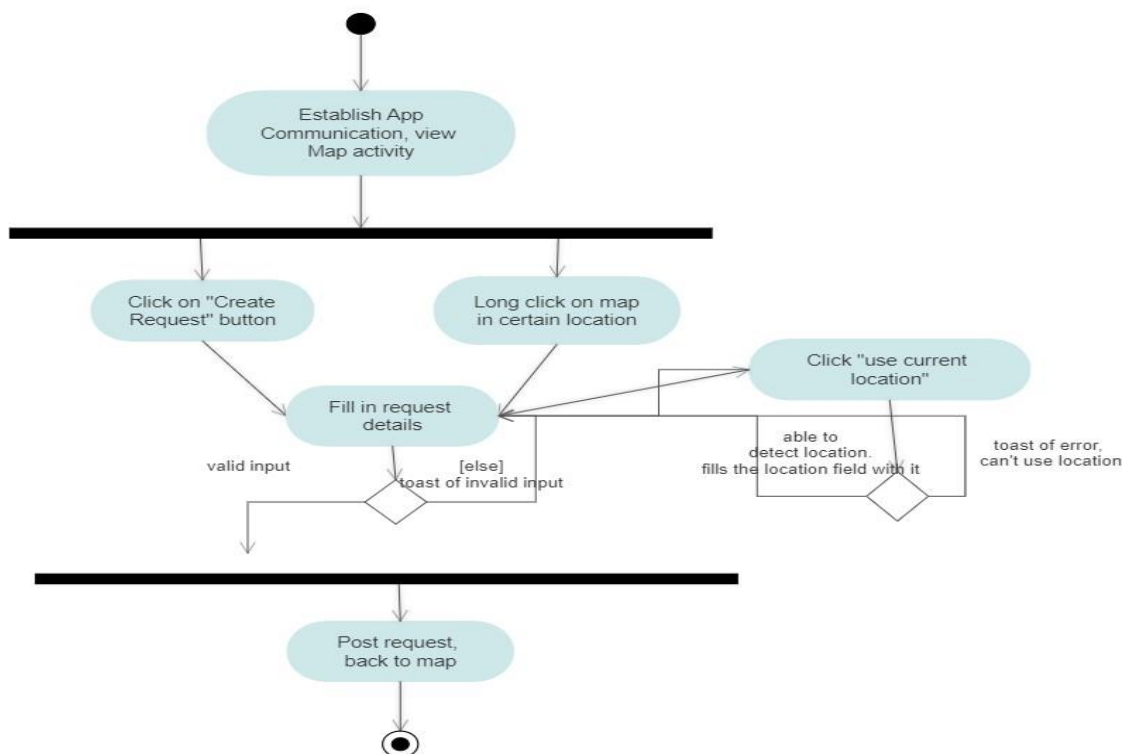 Establish App
Communication, view
Map activity
Click on "Create
Request" button
Long click on map
in certain location
Click "use current
location"
Fill in request
details
valid input
[else]
toast of invalid input
able to
detect location.
fills the location field with it
toast of error,
can't use location
Post request,
back to map